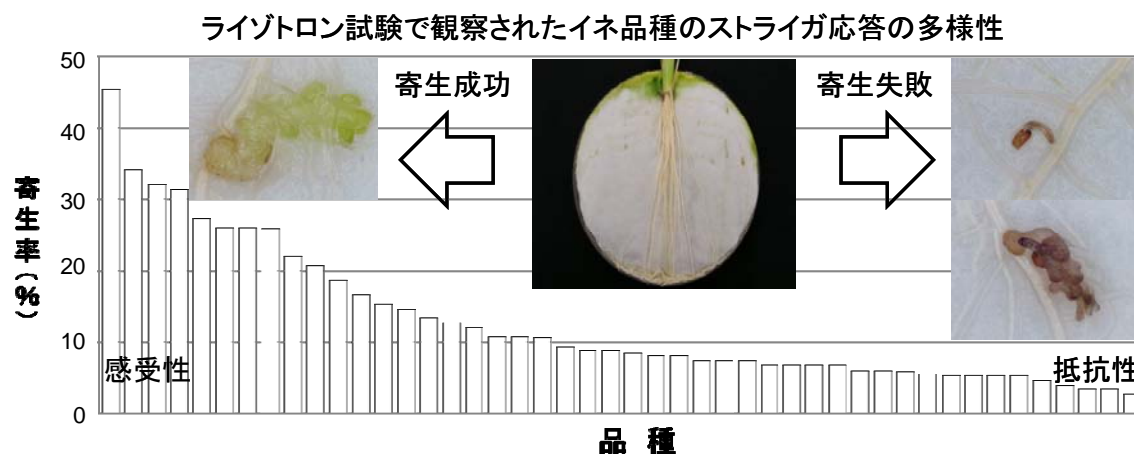 ライゾトロン試験で観察されたイネ品種のストライガ応答の多様性
寄生成功
寄生失敗
寄生率(%)
50
40
30
20
10
0
感受性
抵抗性
品 種